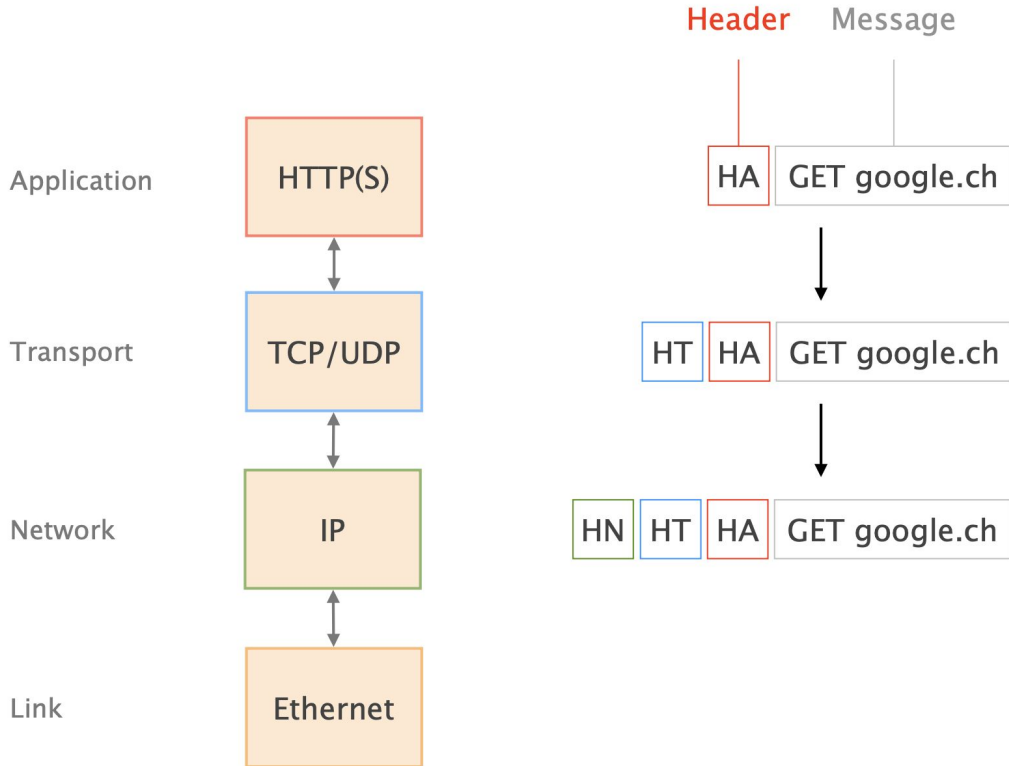 Header Message
Application HTTP(S) HA GET google.ch
Transport TCP/UDP HT HA GET google.ch
Network IP HN HT HA GET google.ch
Link Ethernet